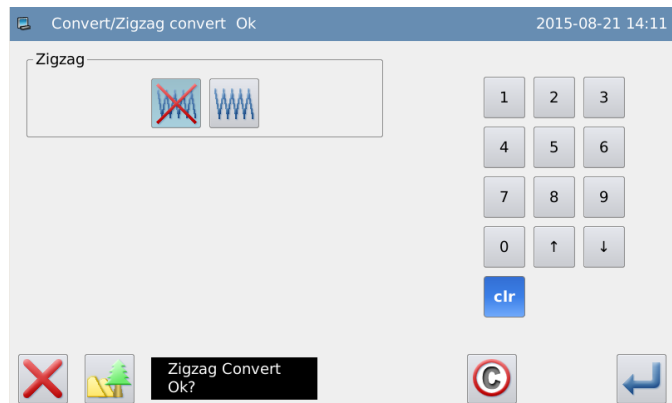 Convert/Zigzag convert Ok 2015-08-21 14:11
Zigzag
1 2 3
4 5 6
7 8 9
0 ↑ ↓
clr
Zigzag Convert
Ok?
C